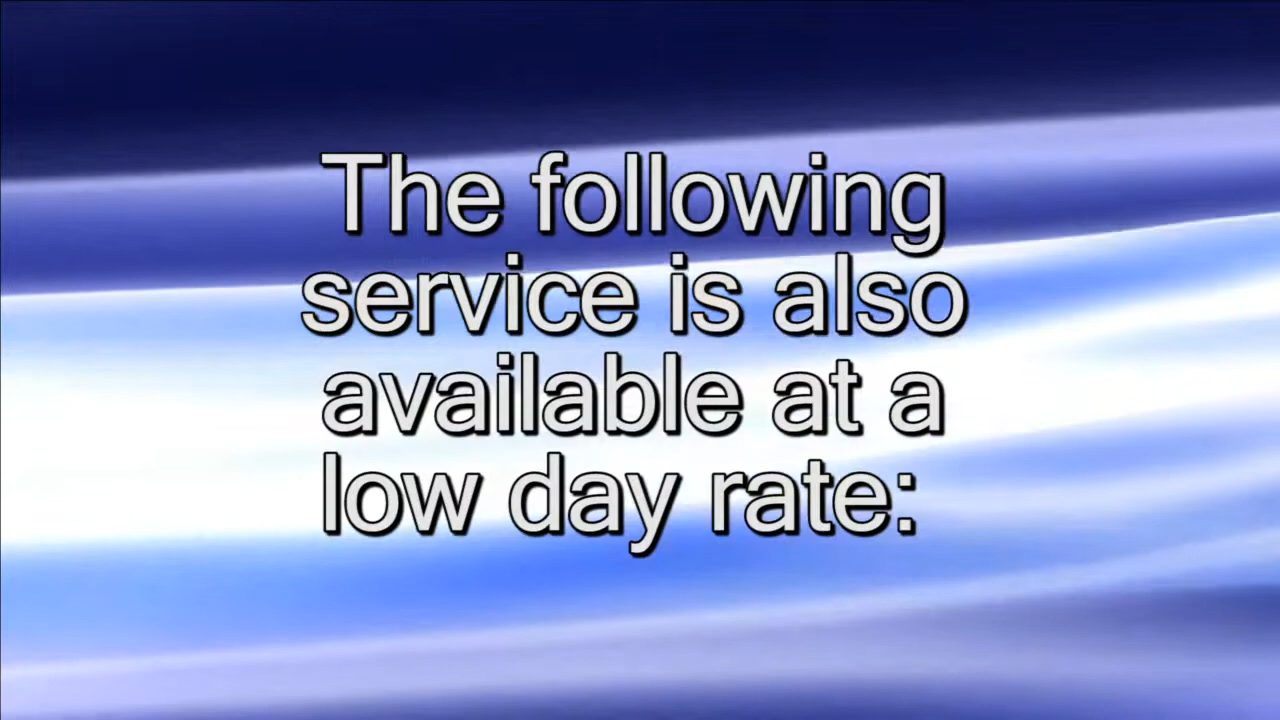 The following
service is also
available at a
low day rate: